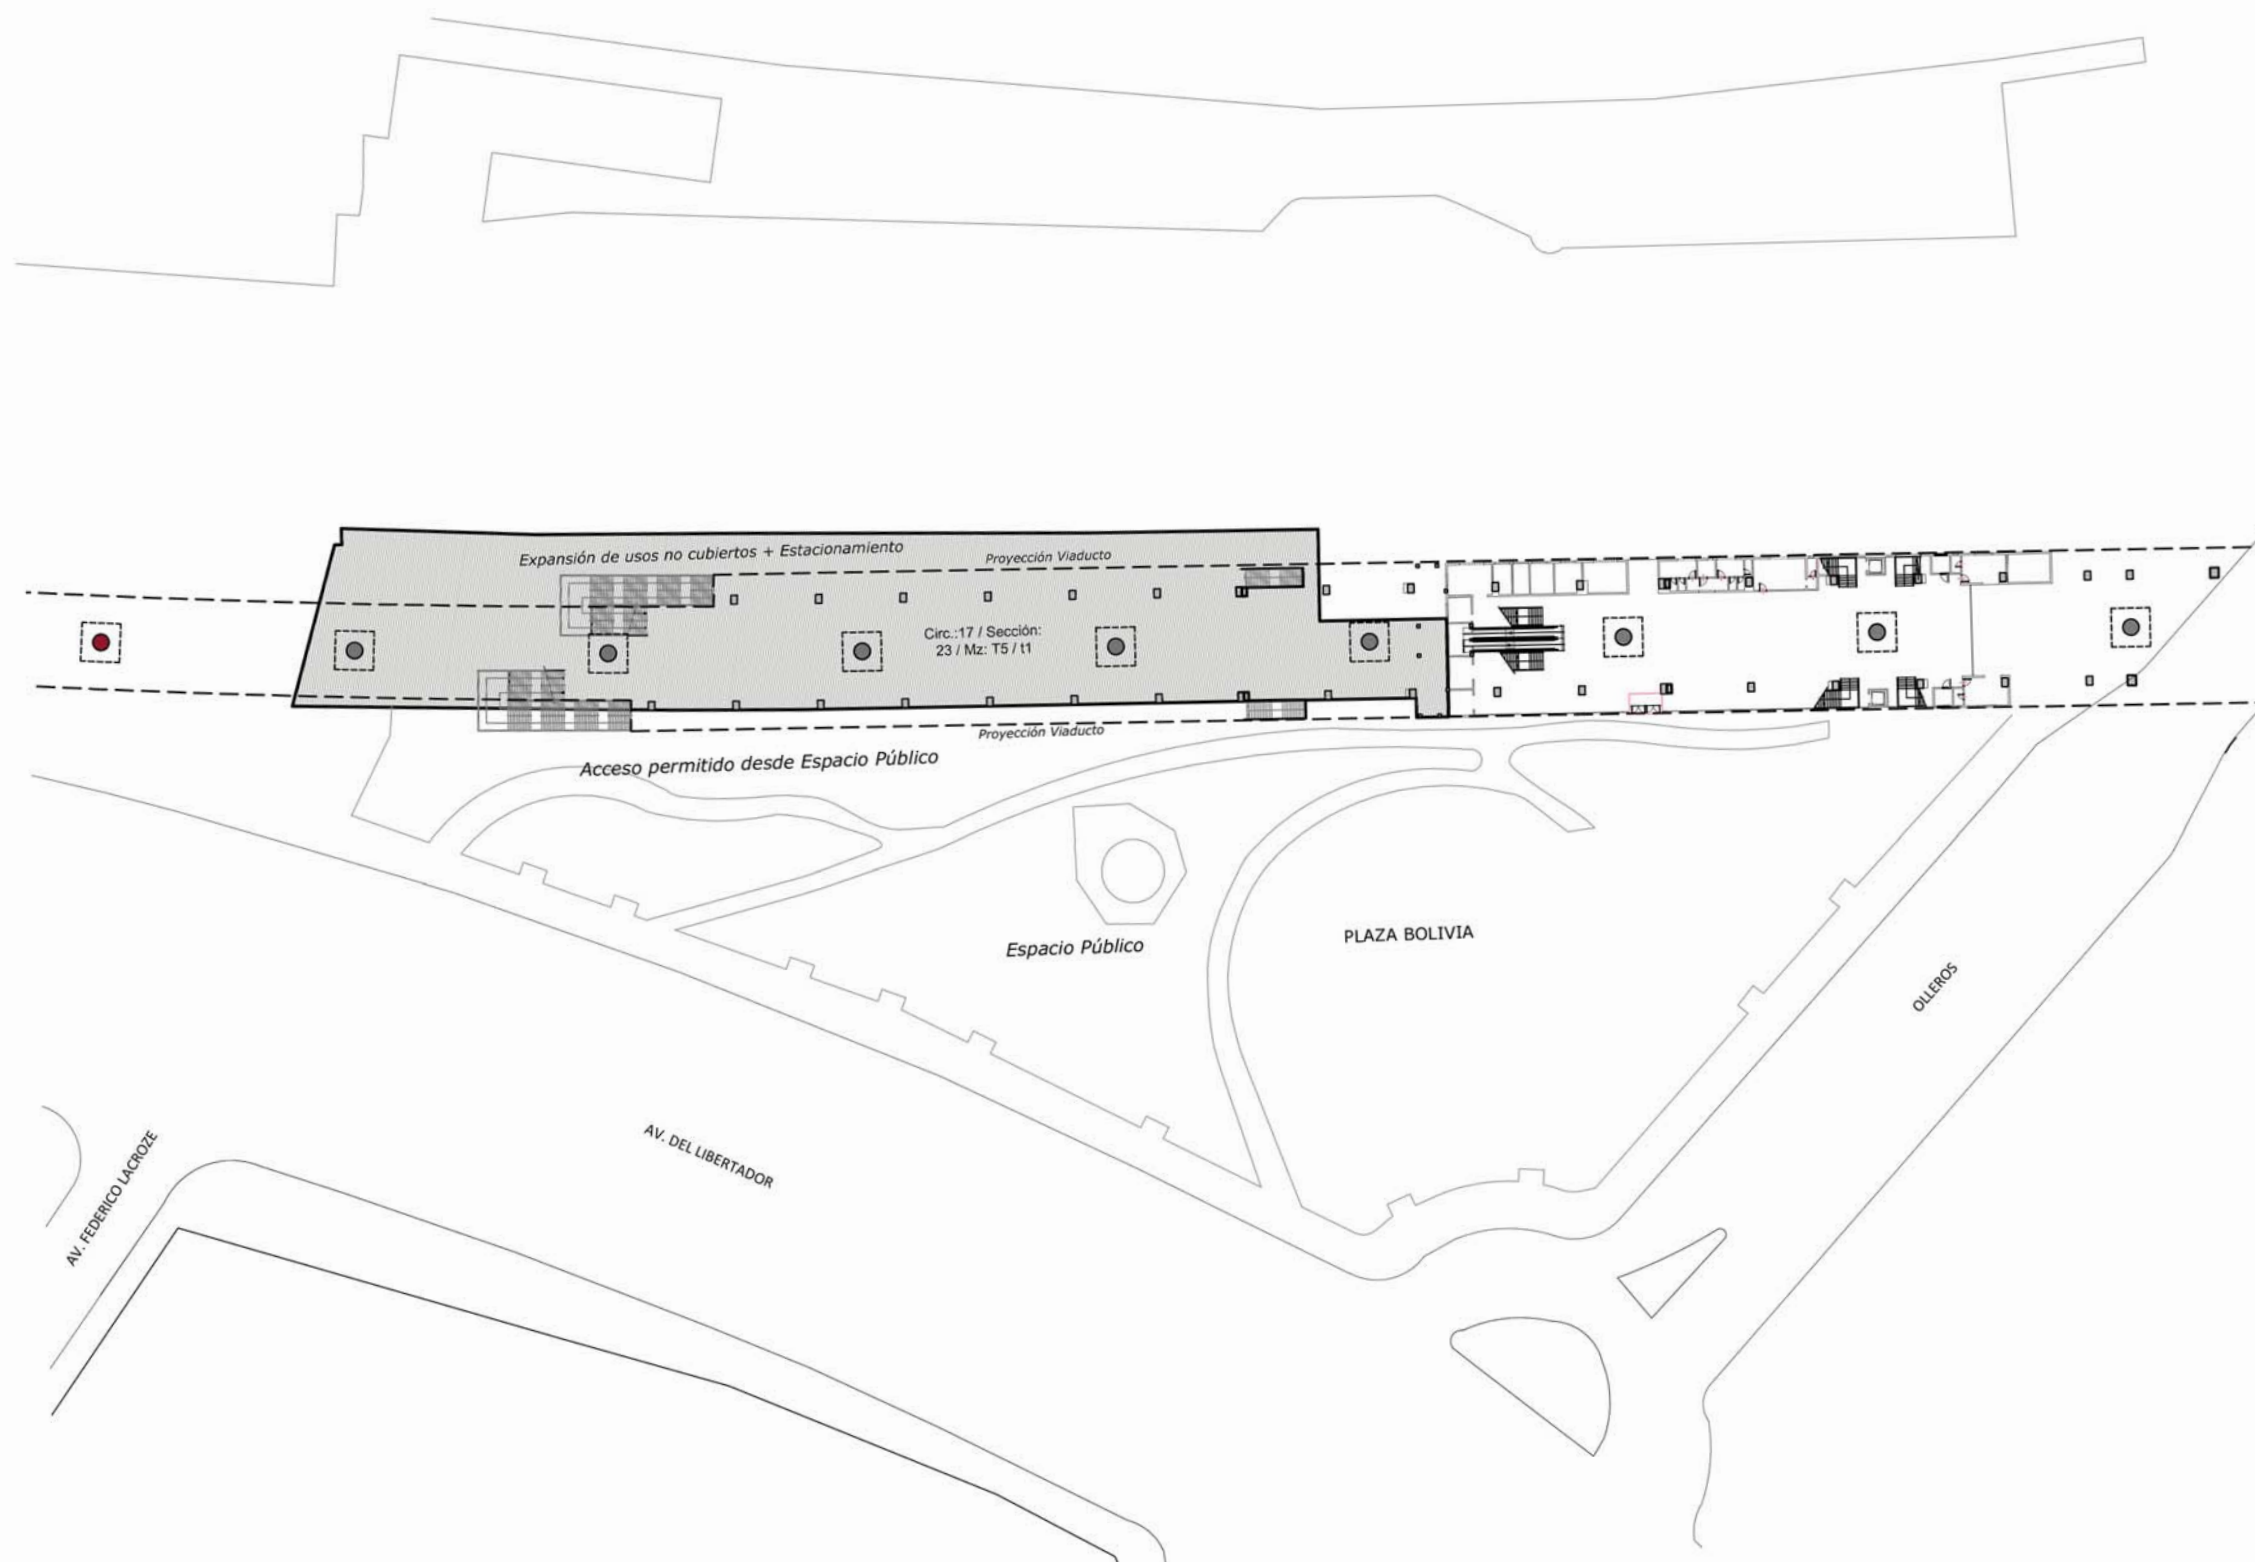 Expansión de usos no cubiertos + Estacionamiento
Proyección Viaducto
Circ.:17 / Sección:
23 / Mz: T5 / t1
Proyección Viaducto
Acceso permitido desde Espacio Público
Espacio Público
PLAZA BOLIVIA
OLLEROS
AV. DEL LIBERTADOR
AV. FEDERICO LACROZE